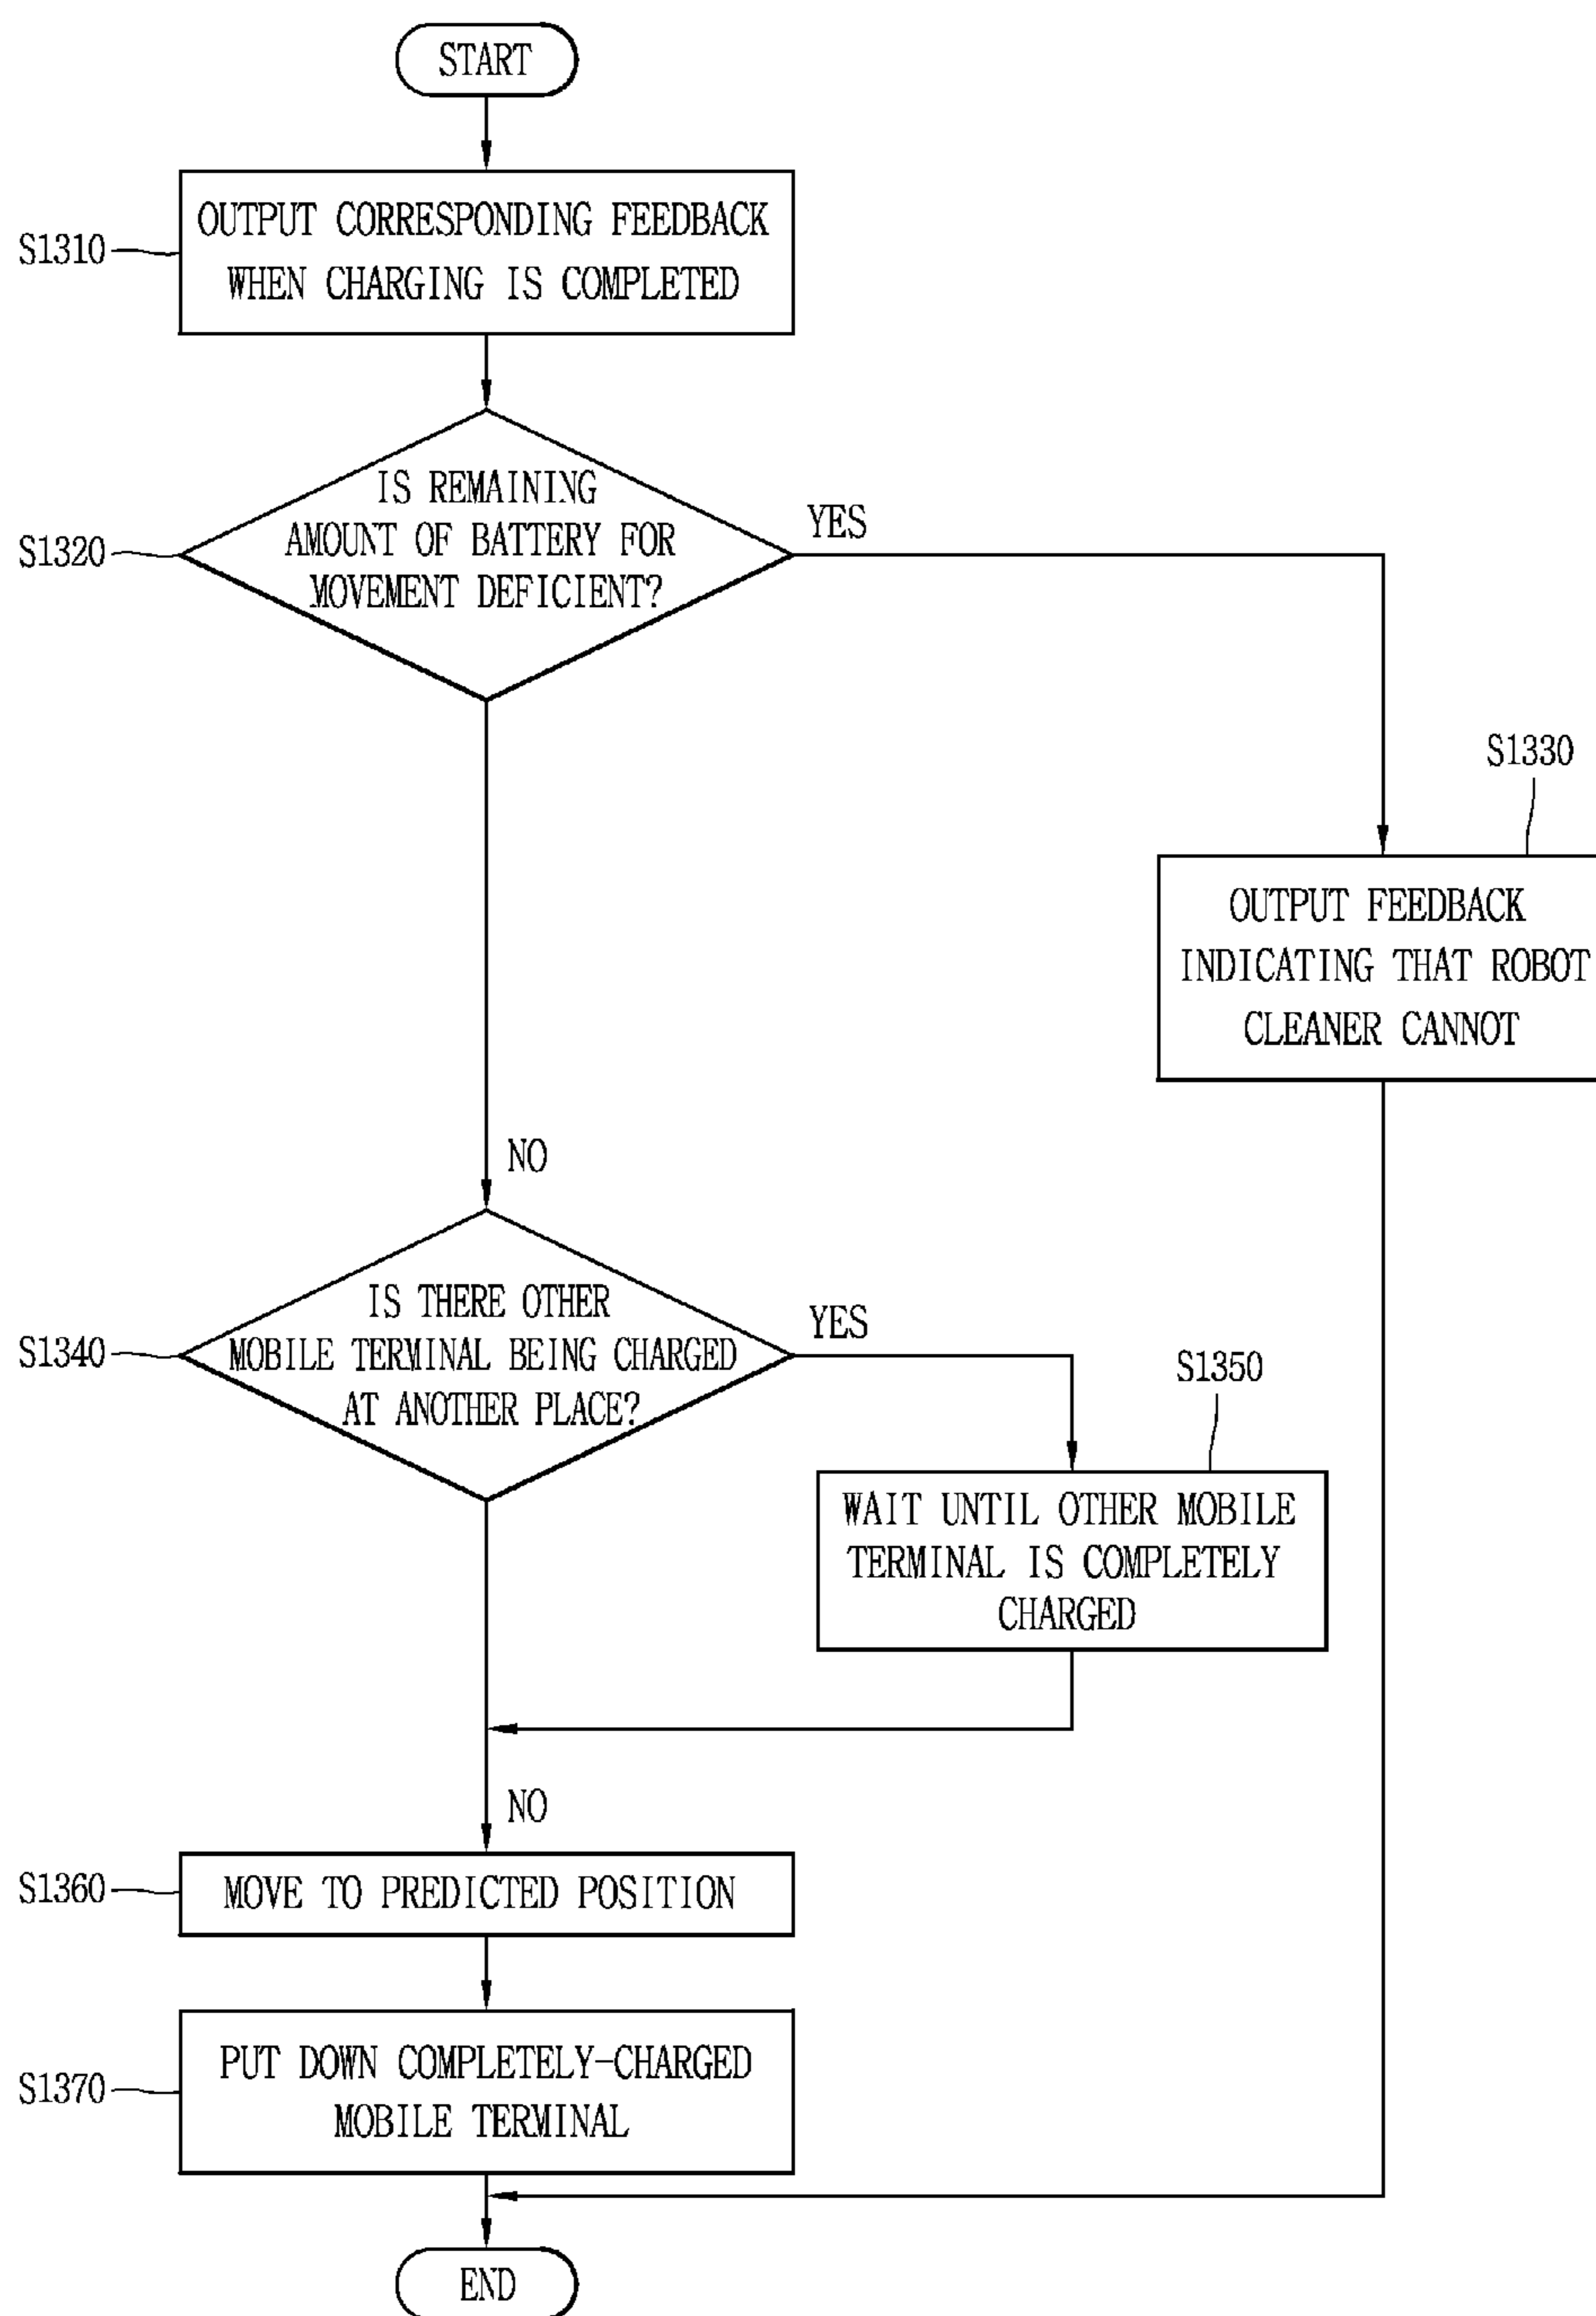 START
S1310
OUTPUT CORRESPONDING FEEDBACK
WHEN CHARGING IS COMPLETED
S1320
IS REMAINING
AMOUNT OF BATTERY FOR
MOVEMENT DEFICIENT?
YES
S1330
OUTPUT FEEDBACK
INDICATING THAT ROBOT
CLEANER CANNOT
NO
S1340
IS THERE OTHER
MOBILE TERMINAL BEING CHARGED
AT ANOTHER PLACE?
YES
S1350
WAIT UNTIL OTHER MOBILE
TERMINAL IS COMPLETELY
CHARGED
NO
S1360
MOVE TO PREDICTED POSITION
S1370
PUT DOWN COMPLETELY-CHARGED
MOBILE TERMINAL
END